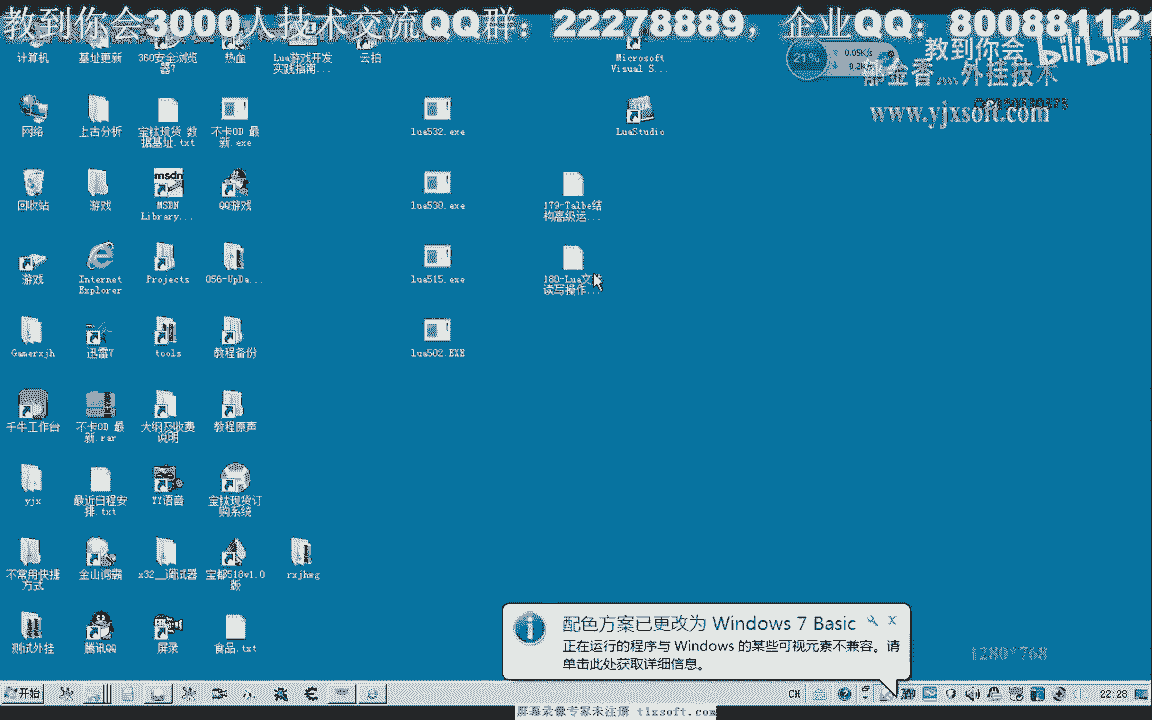 教到你会3000人技术交流QQ群：22278889，企业QQ：800881121
教到你会
bilibili
郁金香灬外挂技术
www.yjxsoft.com
21%
0.05K/s
0.2K/s
计算机
基址更新
360安全浏览
器7
热血
Lua游戏开发
实践指南...
云拍
Microsoft
Visual S...
网络
上古分析
宝钛现货 数
据基址.txt
不卡OD 最
新.exe
lua532.exe
LuaStudio
回收站
游戏
msdn
MSDN
Library...
QQ游戏
lua530.exe
179-Talbe结
构高级运...
游戏
Internet
Explorer
Projects
056-UpDa...
lua515.exe
180-Lua文
读写操作...
Gamerxjh
迅雷7
tools
教程备份
lua502.EXE
千牛工作台
不卡OD 最
新.rar
大纲及收费
说明
教程原声
yjx
最近日程安
排.txt
YY语音
宝钛现货订
购系统
不常用快捷
方式
金山词霸
x32__调试器
宝都518v1.0
版
rxjhwg
测试外挂
腾讯QQ
屏录
食品.txt
配色方案已更改为 Windows 7 Basic
正在运行的程序与 Windows 的某些可视元素不兼容。请
单击此处获取详细信息。
1280*768
开始
CH
22:28
屏幕录像专家未注册 tlxsoft.com